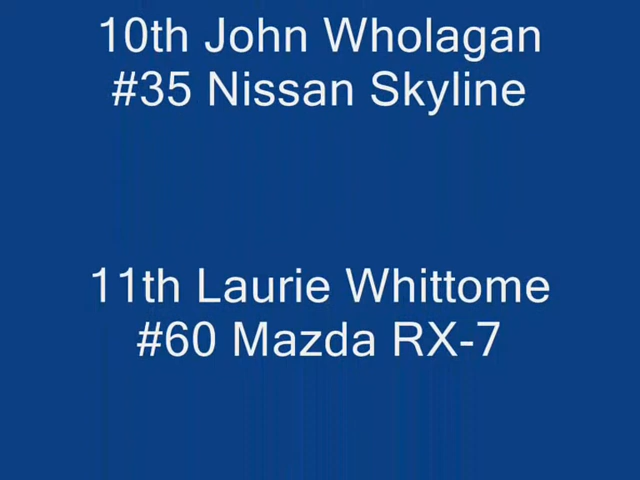 10th John Wholagan
#35 Nissan Skyline
11th Laurie Whittome
#60 Mazda RX-7